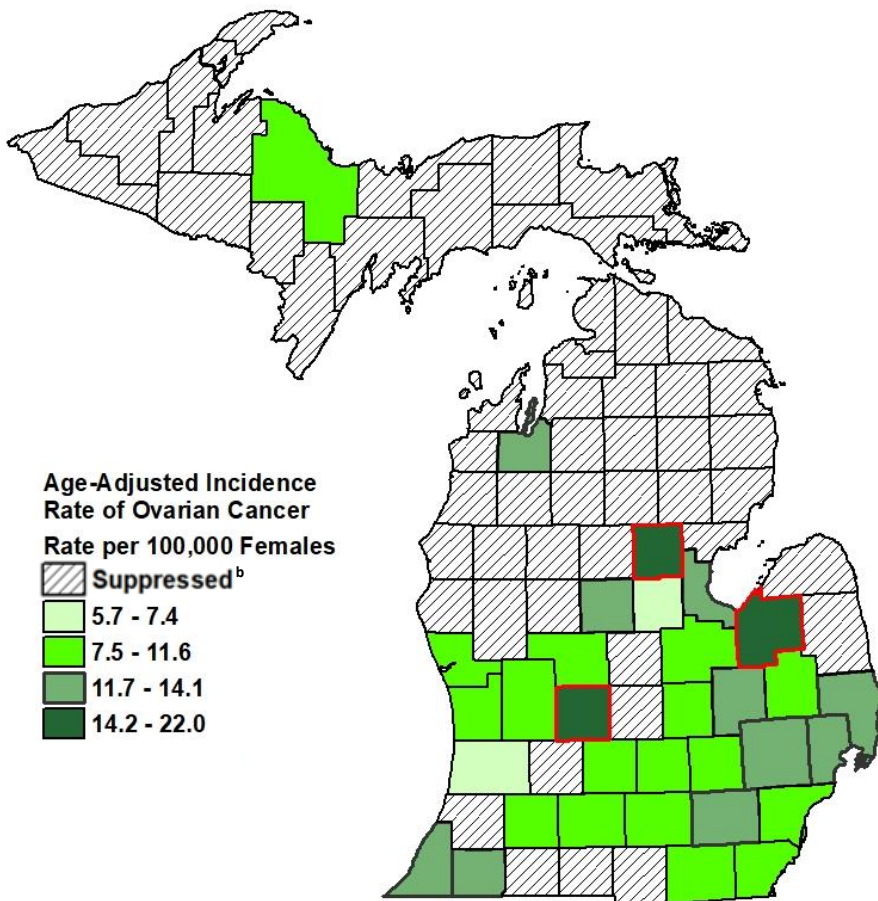 Age-Adjusted Incidence
Rate of Ovarian Cancer
Rate per 100,000 Females
Suppressed b
5.7 - 7.4
7.5 - 11.6
11.7 - 14.1
14.2 - 22.0